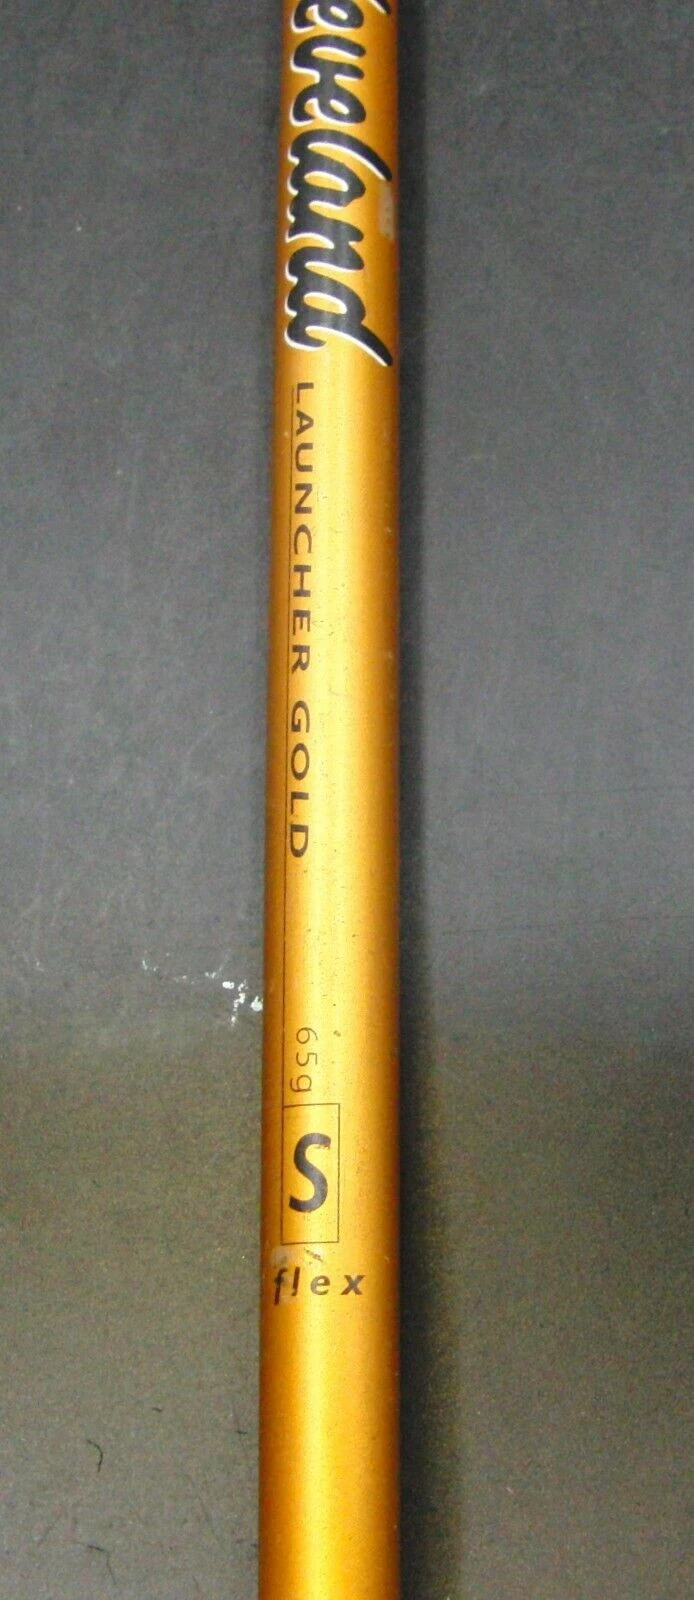 eveland
LAUNCHER GOLD
65g
S
flex